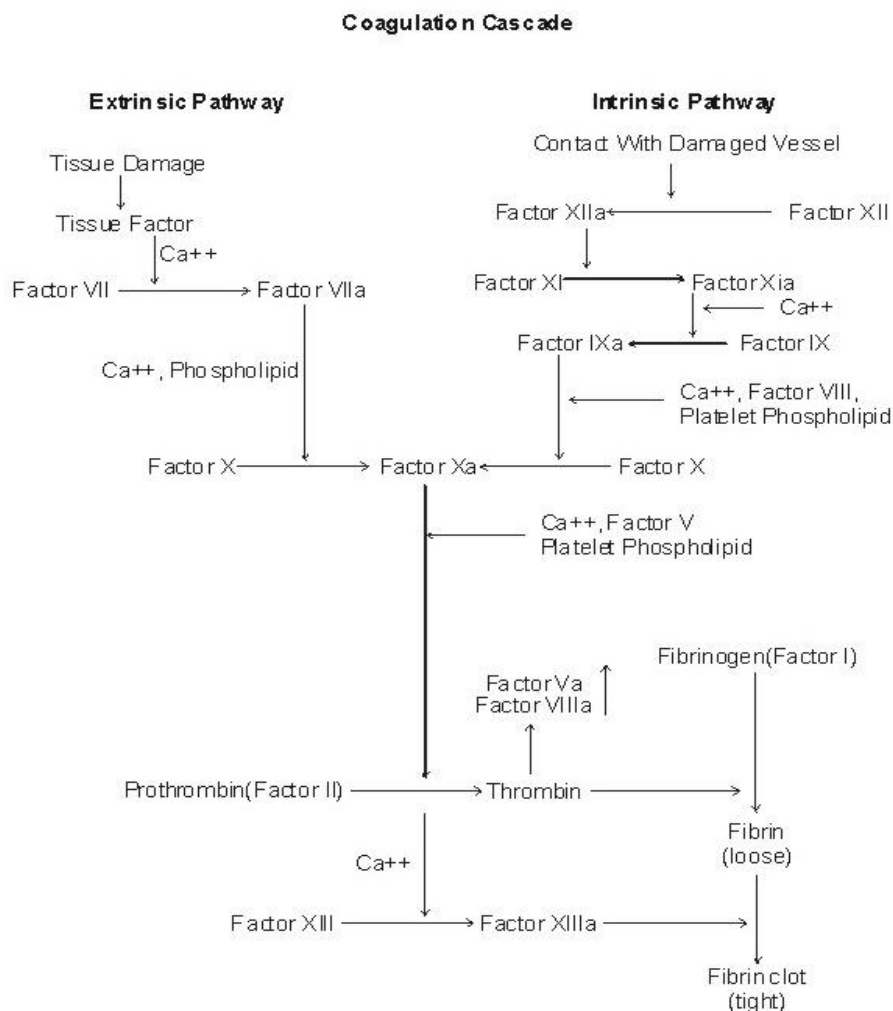 Coagulation Cascade
Extrinsic Pathway
Intrinsic Pathway
Contact With Damaged Vessel
Tissue Damage
Factor XIIa
Factor XII
Tissue Factor
Ca++
Factor VII
Factor VIIa
Factor XI
Factor Xia
Ca++
Factor IXa
Factor IX
Ca++, Phospholipid
Ca++, Factor VIII,
Platelet Phospholipid
Factor X
Factor Xa
Factor X
Ca++, Factor V
Platelet Phospholipid
Fibrinogen(Factor I)
Factor Va
Factor VIIIa
Prothrombin(Factor II)
Thrombin
Fibrin
(loose)
Ca++
Factor XIII
Factor XIIIa
Fibrin clot
(tight)